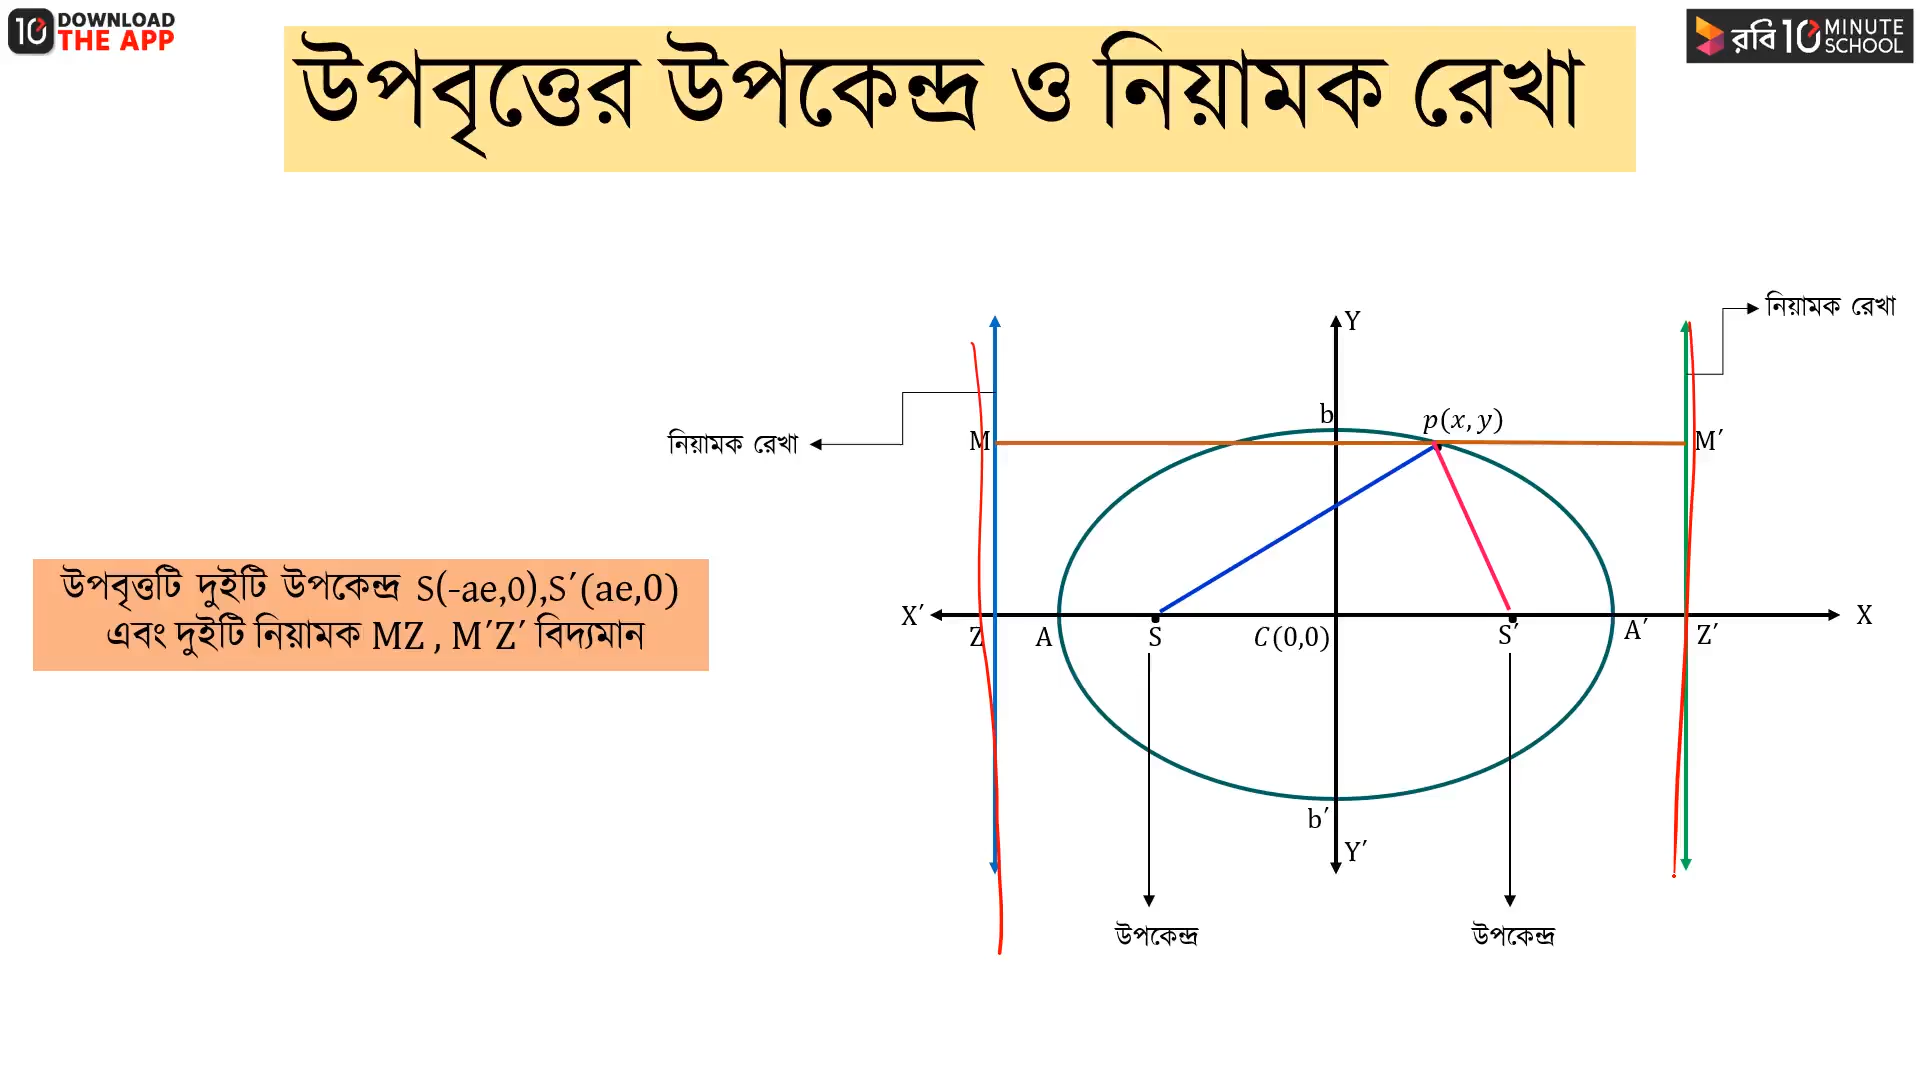 10 DOWNLOAD THE APP
রবি 10 MINUTE SCHOOL
উপবৃত্তের উপকেন্দ্র ও নিয়ামক রেখা
নিয়ামক রেখা
Y
b
p(x, y)
নিয়ামক রেখা
M
M′
উপবৃত্তটি দুইটি উপকেন্দ্র S(-ae,0),S′(ae,0)
এবং দুইটি নিয়ামক MZ , M′Z′ বিদ্যমান
X′
X
Z
A
S
C(0,0)
S′
A′
Z′
b′
Y′
উপকেন্দ্র
উপকেন্দ্র